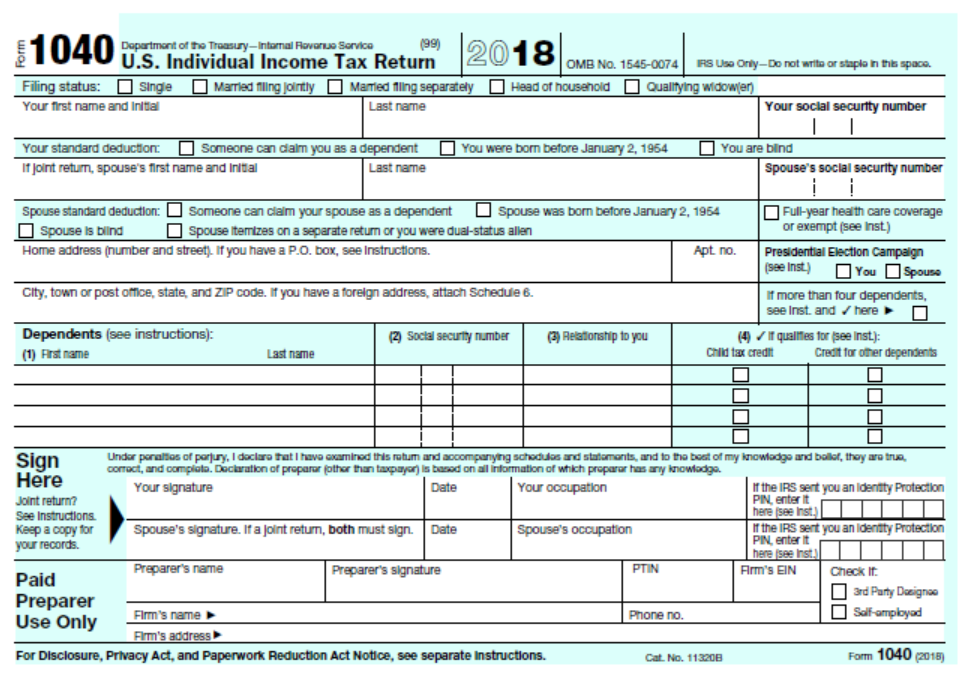 Form 1040 Department of the Treasury—Internal Revenue Service (99) U.S. Individual Income Tax Return 2018 OMB No. 1545-0074 IRS Use Only—Do not write or staple in this space.
Filing status: Single Married filing jointly Married filing separately Head of household Qualifying widow(er)
Your first name and initial Last name Your social security number
Your standard deduction: Someone can claim you as a dependent You were born before January 2, 1954 You are blind
If joint return, spouse's first name and initial Last name Spouse's social security number
Spouse standard deduction: Someone can claim your spouse as a dependent Spouse was born before January 2, 1954
Spouse is blind Spouse itemizes on a separate return or you were dual-status alien
Full-year health care coverage
or exempt (see inst.)
Home address (number and street). If you have a P.O. box, see instructions. Apt. no.
Presidential Election Campaign
(see inst.) You Spouse
City, town or post office, state, and ZIP code. If you have a foreign address, attach Schedule 6.
If more than four dependents,
see inst. and ✓ here ►
Dependents (see instructions): (2) Social security number (3) Relationship to you (4) ✓ if qualifies for (see inst.):
(1) First name Last name Child tax credit Credit for other dependents
Sign
Here
Joint return?
See instructions.
Keep a copy for
your records.
Under penalties of perjury, I declare that I have examined this return and accompanying schedules and statements, and to the best of my knowledge and belief, they are true,
correct, and complete. Declaration of preparer (other than taxpayer) is based on all information of which preparer has any knowledge.
Your signature Date Your occupation
If the IRS sent you an Identity Protection
PIN, enter it
here (see inst.)
Spouse's signature. If a joint return, both must sign. Date Spouse's occupation
If the IRS sent you an Identity Protection
PIN, enter it
here (see inst.)
Paid
Preparer
Use Only
Preparer's name Preparer's signature PTIN Firm's EIN Check if:
3rd Party Designee
Self-employed
Firm's name ► Phone no.
Firm's address ►
For Disclosure, Privacy Act, and Paperwork Reduction Act Notice, see separate instructions. Cat. No. 11320B Form 1040 (2018)